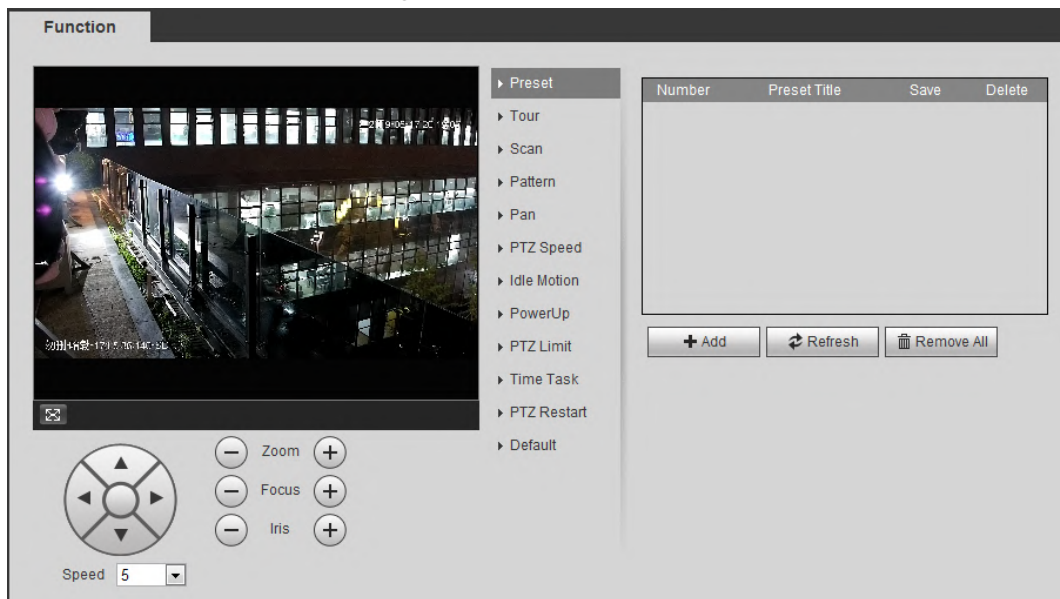 Function
Preset
Tour
Scan
Pattern
Pan
PTZ Speed
Idle Motion
PowerUp
PTZ Limit
Time Task
PTZ Restart
Default
Number Preset Title Save Delete
Add Refresh Remove All
Zoom
Focus
Iris
Speed 5